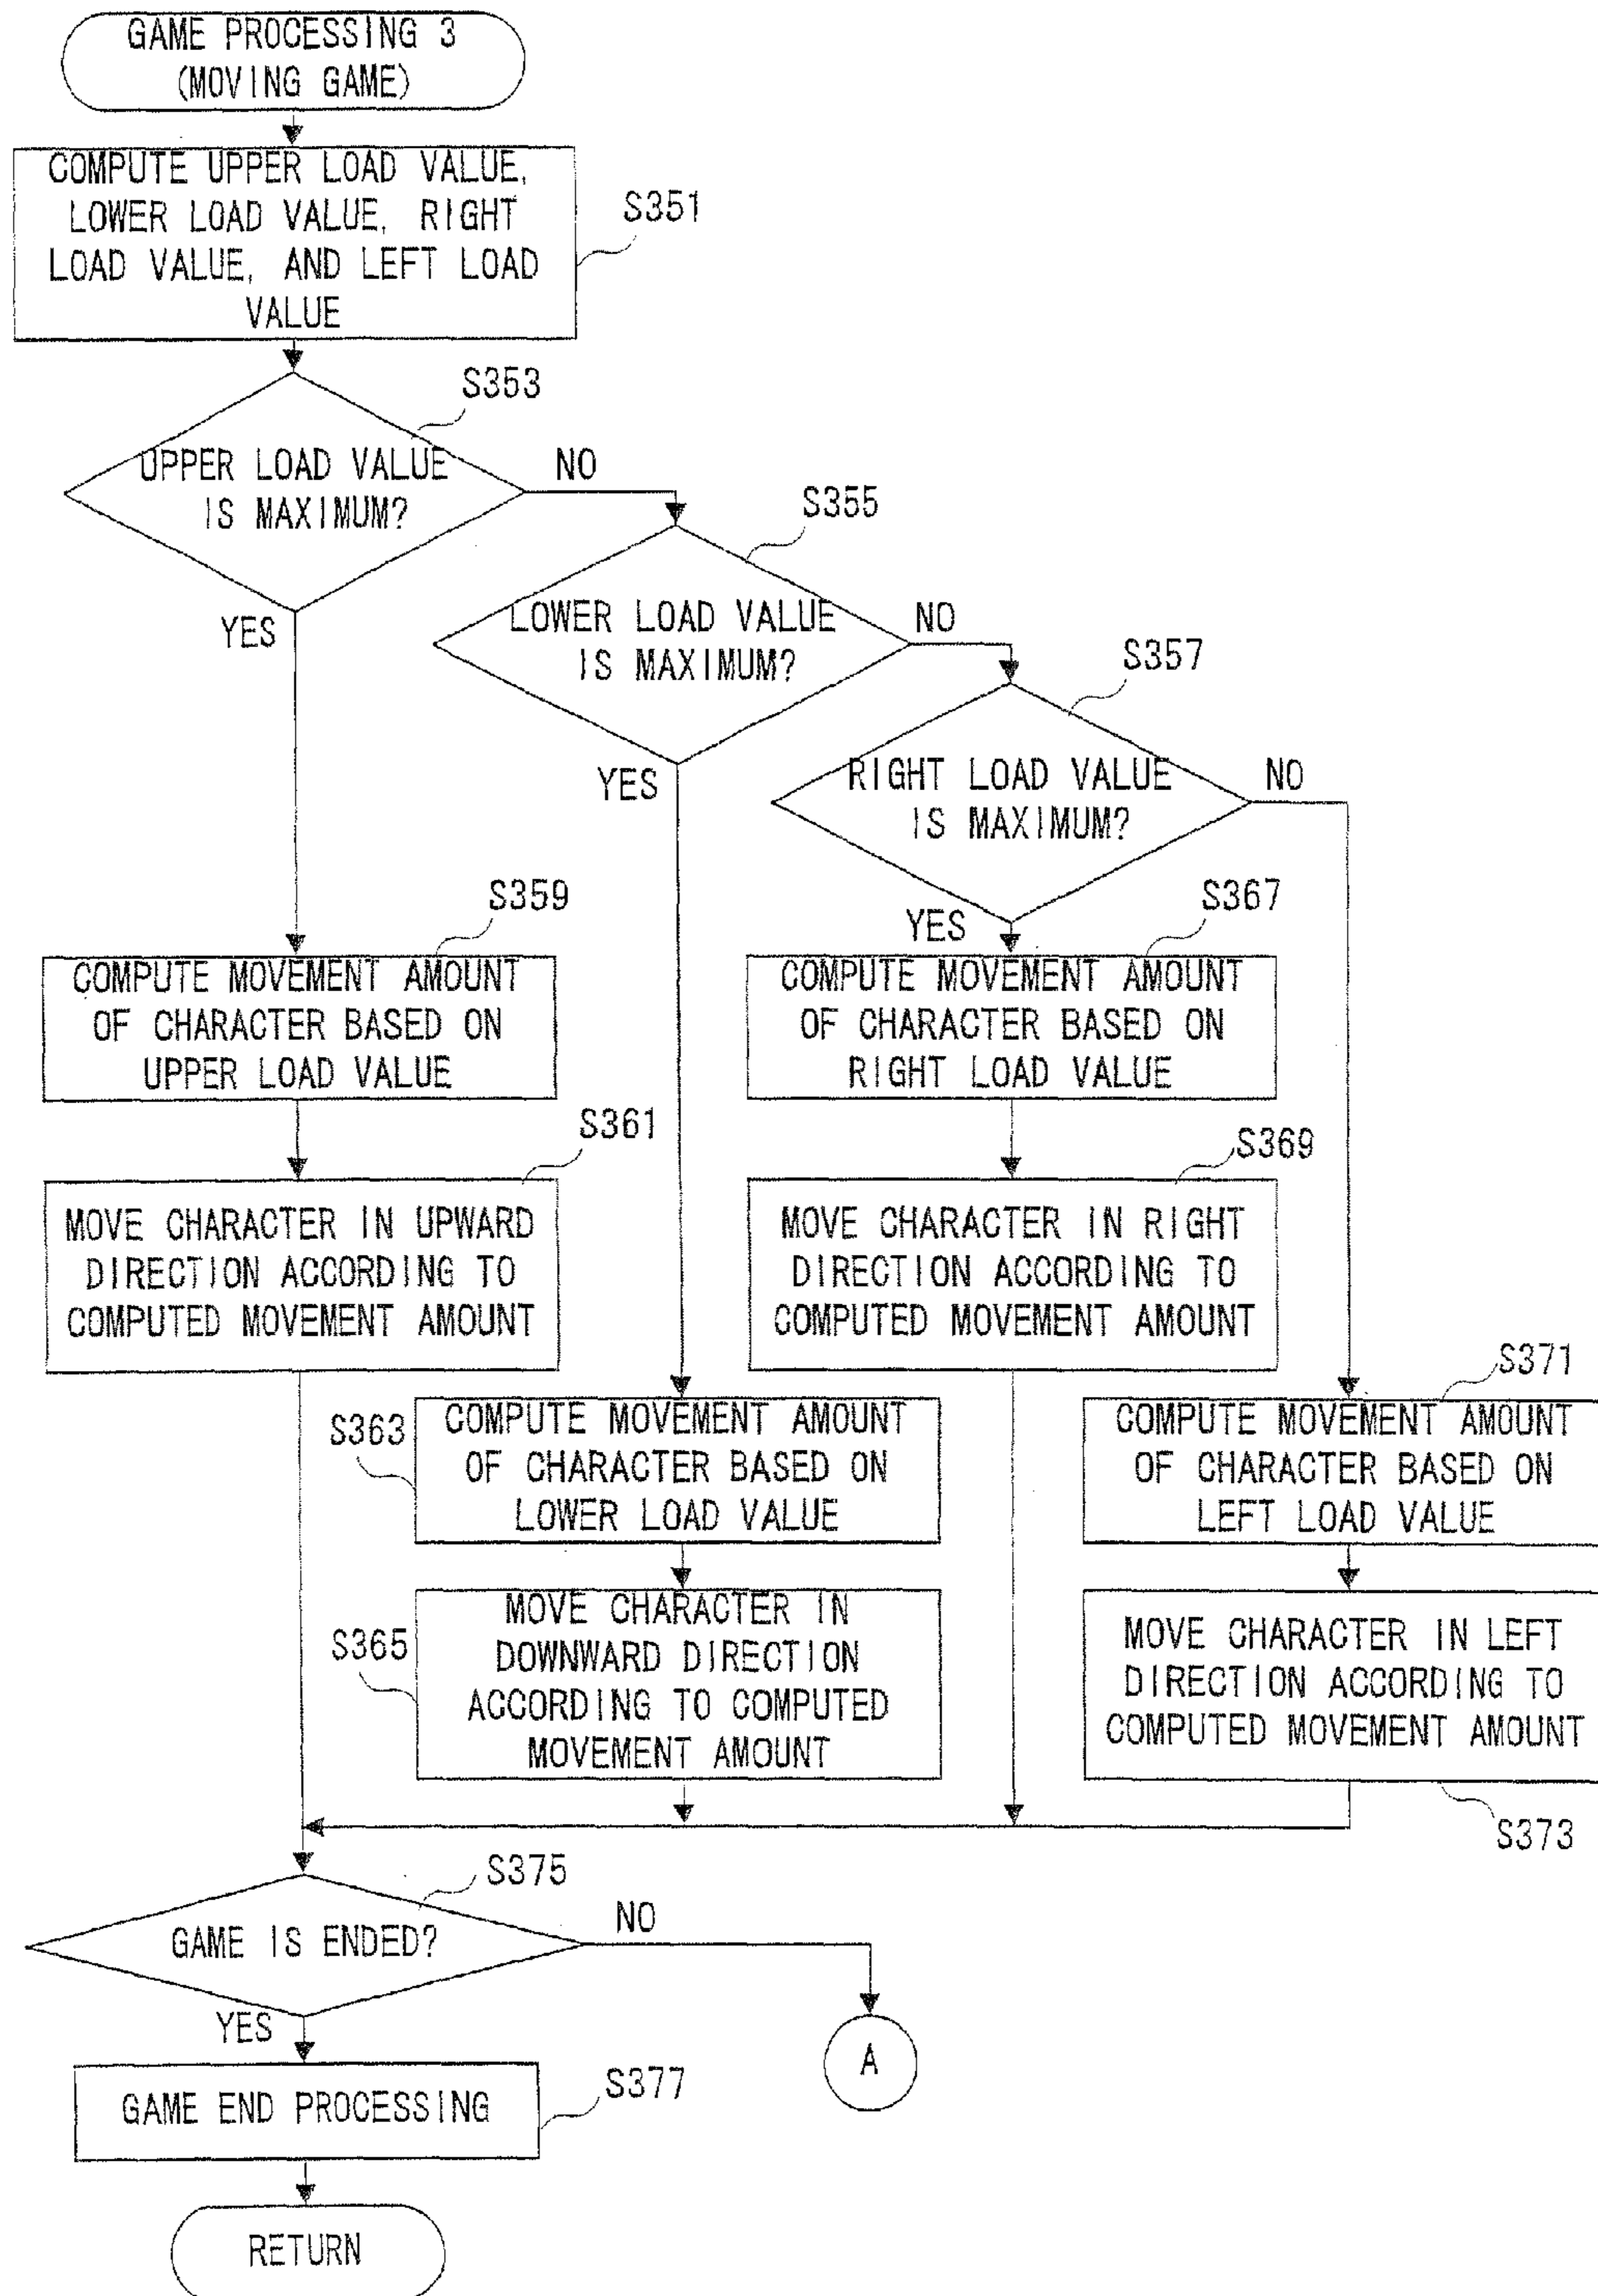 GAME PROCESSING 3
(MOVING GAME)
COMPUTE UPPER LOAD VALUE,
LOWER LOAD VALUE, RIGHT
LOAD VALUE, AND LEFT LOAD
VALUE
S351
S353
UPPER LOAD VALUE
IS MAXIMUM?
NO
YES
S355
LOWER LOAD VALUE
IS MAXIMUM?
NO
YES
S357
RIGHT LOAD VALUE
IS MAXIMUM?
NO
YES
S359
COMPUTE MOVEMENT AMOUNT
OF CHARACTER BASED ON
UPPER LOAD VALUE
S367
COMPUTE MOVEMENT AMOUNT
OF CHARACTER BASED ON
RIGHT LOAD VALUE
S361
MOVE CHARACTER IN UPWARD
DIRECTION ACCORDING TO
COMPUTED MOVEMENT AMOUNT
S369
MOVE CHARACTER IN RIGHT
DIRECTION ACCORDING TO
COMPUTED MOVEMENT AMOUNT
S363
COMPUTE MOVEMENT AMOUNT
OF CHARACTER BASED ON
LOWER LOAD VALUE
S371
COMPUTE MOVEMENT AMOUNT
OF CHARACTER BASED ON
LEFT LOAD VALUE
S365
MOVE CHARACTER IN
DOWNWARD DIRECTION
ACCORDING TO COMPUTED
MOVEMENT AMOUNT
MOVE CHARACTER IN LEFT
DIRECTION ACCORDING TO
COMPUTED MOVEMENT AMOUNT
S373
S375
GAME IS ENDED?
NO
YES
A
GAME END PROCESSING
S377
RETURN